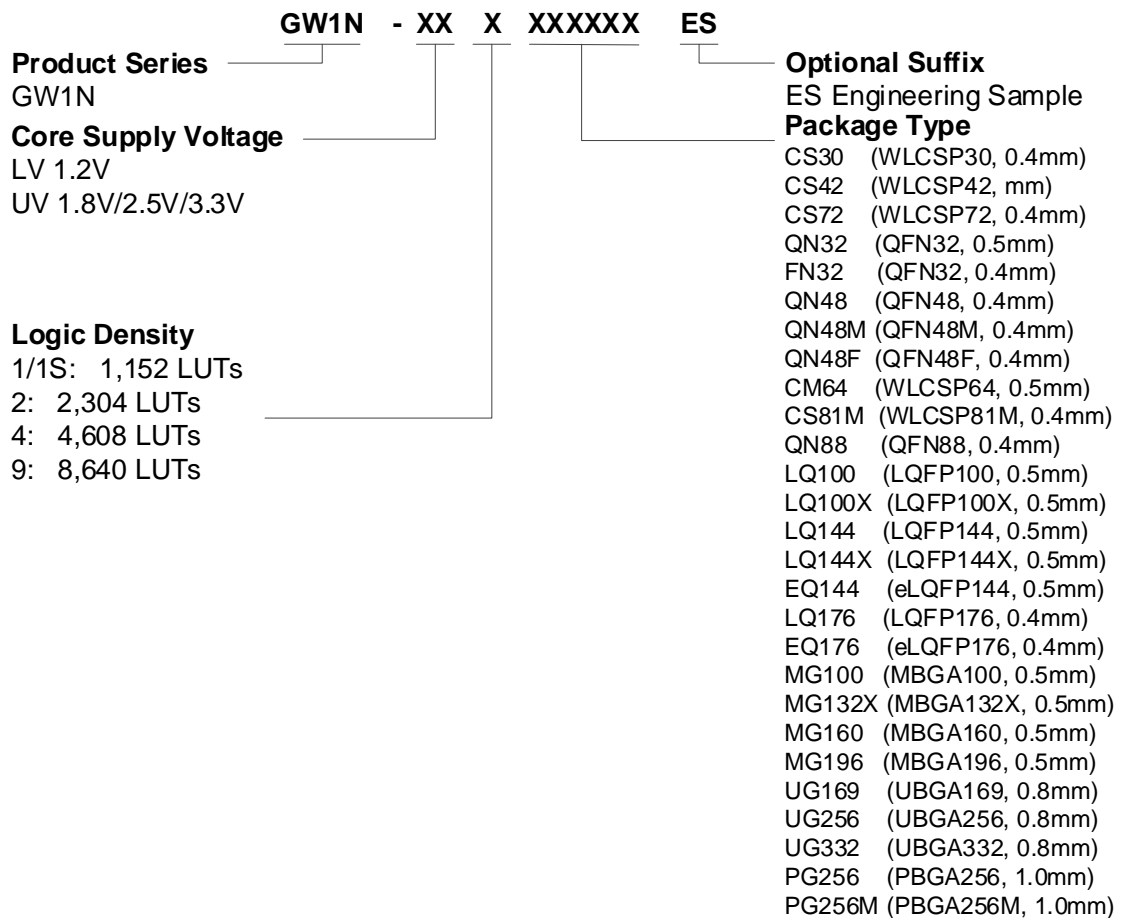 GW1N - XX X XXXXXX ES
Product Series
GW1N
Core Supply Voltage
LV 1.2V
UV 1.8V/2.5V/3.3V
Logic Density
1/1S: 1,152 LUTs
2: 2,304 LUTs
4: 4,608 LUTs
9: 8,640 LUTs
Optional Suffix
ES Engineering Sample
Package Type
CS30 (WLCSP30, 0.4mm)
CS42 (WLCSP42, mm)
CS72 (WLCSP72, 0.4mm)
QN32 (QFN32, 0.5mm)
FN32 (QFN32, 0.4mm)
QN48 (QFN48, 0.4mm)
QN48M (QFN48M, 0.4mm)
QN48F (QFN48F, 0.4mm)
CM64 (WLCSP64, 0.5mm)
CS81M (WLCSP81M, 0.4mm)
QN88 (QFN88, 0.4mm)
LQ100 (LQFP100, 0.5mm)
LQ100X (LQFP100X, 0.5mm)
LQ144 (LQFP144, 0.5mm)
LQ144X (LQFP144X, 0.5mm)
EQ144 (eLQFP144, 0.5mm)
LQ176 (LQFP176, 0.4mm)
EQ176 (eLQFP176, 0.4mm)
MG100 (MBGA100, 0.5mm)
MG132X (MBGA132X, 0.5mm)
MG160 (MBGA160, 0.5mm)
MG196 (MBGA196, 0.5mm)
UG169 (UBGA169, 0.8mm)
UG256 (UBGA256, 0.8mm)
UG332 (UBGA332, 0.8mm)
PG256 (PBGA256, 1.0mm)
PG256M (PBGA256M, 1.0mm)